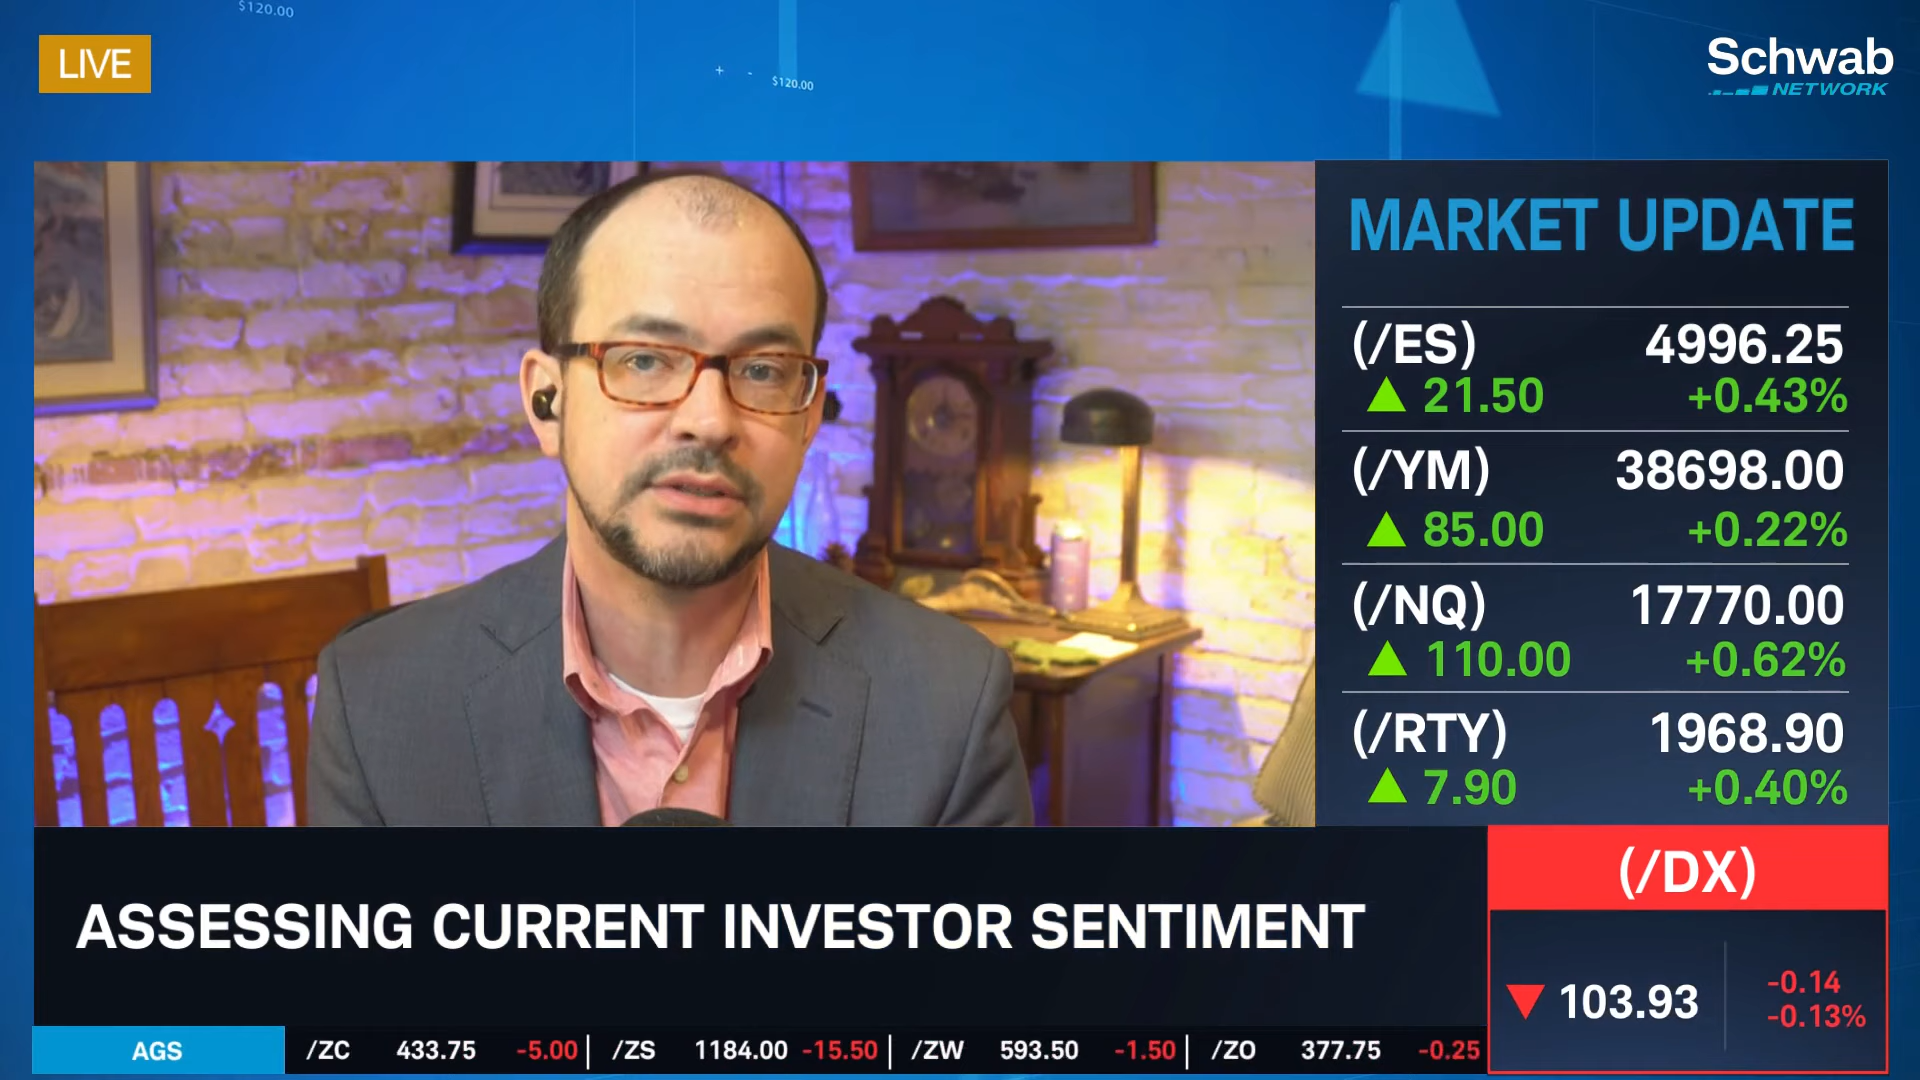 $120.00
LIVE
+ -
$120.00
Schwab
NETWORK
MARKET UPDATE
(/ES) 4996.25
▲ 21.50 +0.43%
(/YM) 38698.00
▲ 85.00 +0.22%
(/NQ) 17770.00
▲ 110.00 +0.62%
(/RTY) 1968.90
▲ 7.90 +0.40%
ASSESSING CURRENT INVESTOR SENTIMENT
(/DX)
▼ 103.93 -0.14
-0.13%
AGS /ZC 433.75 -5.00 | /ZS 1184.00 -15.50 | /ZW 593.50 -1.50 | /ZO 377.75 -0.25